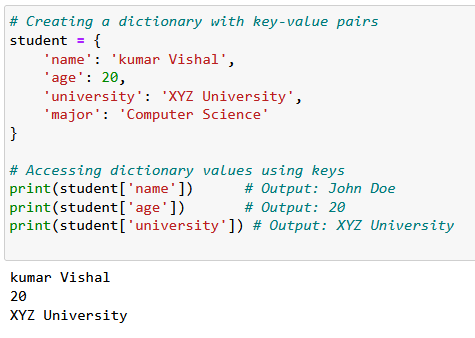 # Creating a dictionary with key-value pairs
student = {
    'name': 'kumar Vishal',
    'age': 20,
    'university': 'XYZ University',
    'major': 'Computer Science'
}
# Accessing dictionary values using keys
print(student['name'])      # Output: John Doe
print(student['age'])       # Output: 20
print(student['university']) # Output: XYZ University
kumar Vishal
20
XYZ University